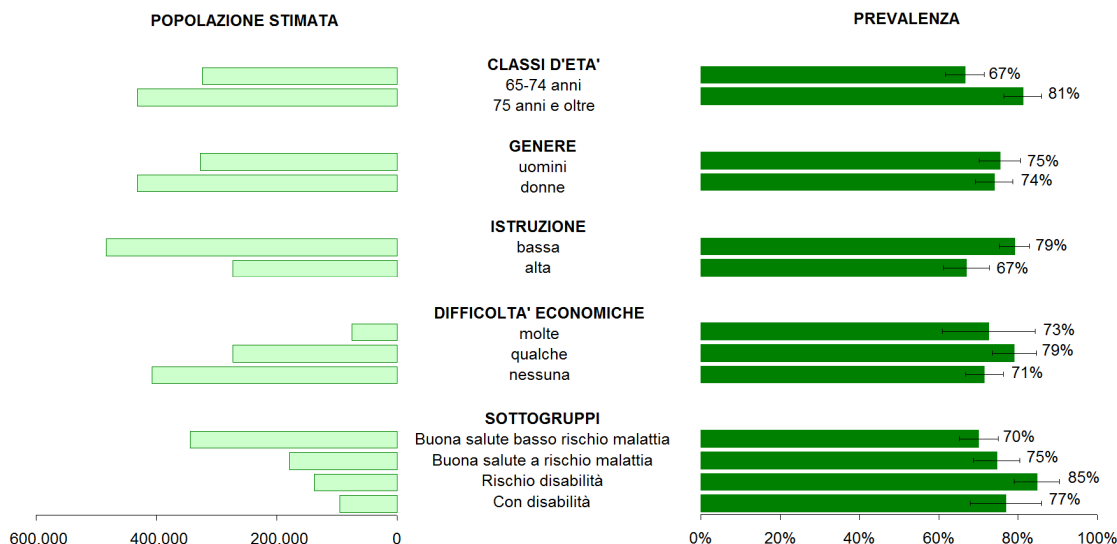 POPOLAZIONE STIMATA
PREVALENZA
CLASSI D'ETA'
65-74 anni
67%
75 anni e oltre
81%
GENERE
uomini
75%
donne
74%
ISTRUZIONE
bassa
79%
alta
67%
DIFFICOLTA' ECONOMICHE
molte
73%
qualche
79%
nessuna
71%
SOTTOGRUPPI
Buona salute basso rischio malattia
70%
Buona salute a rischio malattia
75%
Rischio disabilità
85%
Con disabilità
77%
600.000 400.000 200.000 0
0% 20% 40% 60% 80% 100%